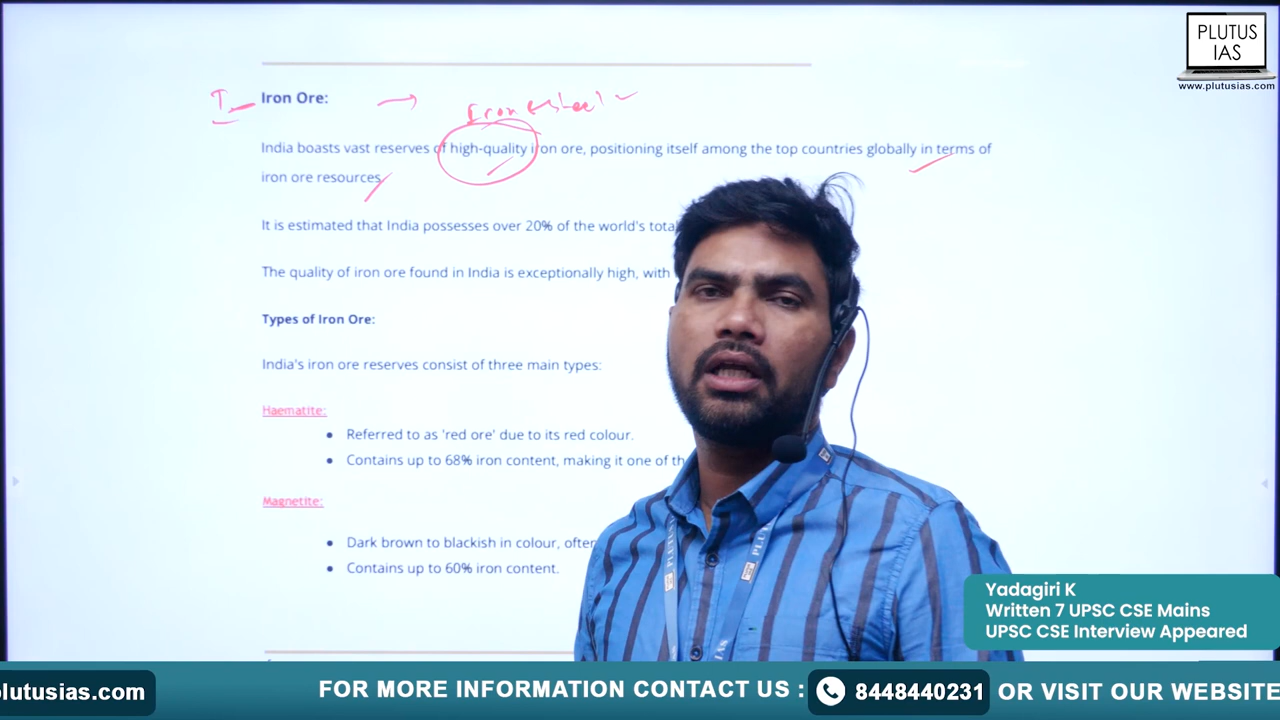 PLUTUS
IAS
www.plutusias.com
I
Iron Ore:
→ Iron & steel
India boasts vast reserves of high-quality iron ore, positioning itself among the top countries globally in terms of
iron ore resources
It is estimated that India possesses over 20% of the world's total
The quality of iron ore found in India is exceptionally high, with
Types of Iron Ore:
India's iron ore reserves consist of three main types:
Haematite:
• Referred to as 'red ore' due to its red colour.
• Contains up to 68% iron content, making it one of th
Magnetite:
• Dark brown to blackish in colour, often
• Contains up to 60% iron content.
Yadagiri K
Written 7 UPSC CSE Mains
UPSC CSE Interview Appeared
plutusias.com FOR MORE INFORMATION CONTACT US : 8448440231 OR VISIT OUR WEBSITE